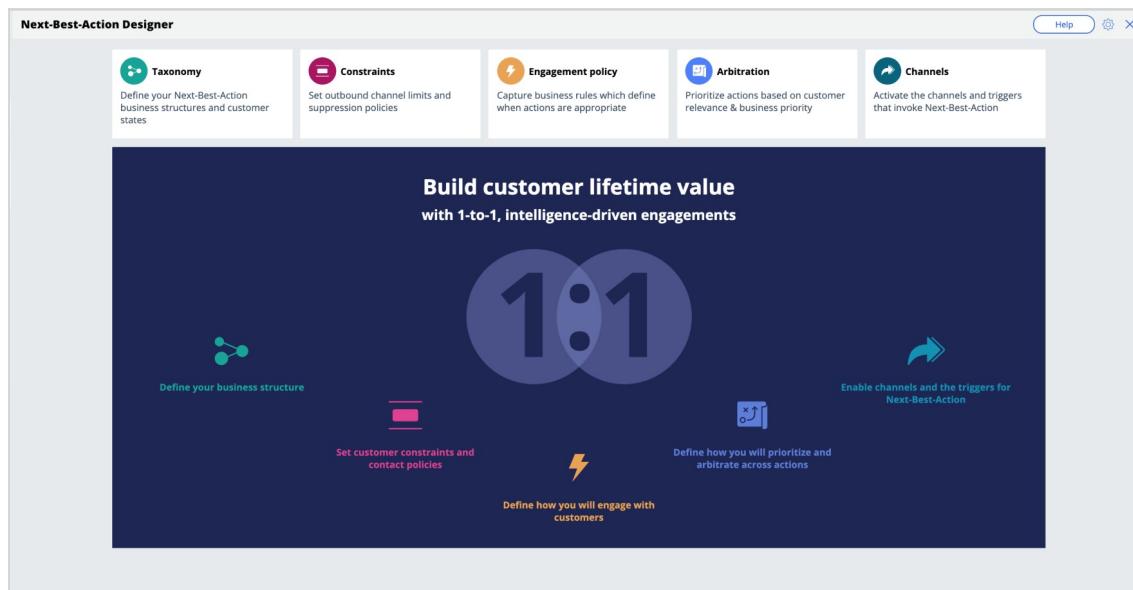 Next-Best-Action Designer
Help
Taxonomy
Define your Next-Best-Action
business structures and customer
states
Constraints
Set outbound channel limits and
suppression policies
Engagement policy
Capture business rules which define
when actions are appropriate
Arbitration
Prioritize actions based on customer
relevance & business priority
Channels
Activate the channels and triggers
that invoke Next-Best-Action
Build customer lifetime value
with 1-to-1, intelligence-driven engagements
1:1
Define your business structure
Set customer constraints and
contact policies
Define how you will engage with
customers
Define how you will prioritize and
arbitrate across actions
Enable channels and the triggers for
Next-Best-Action